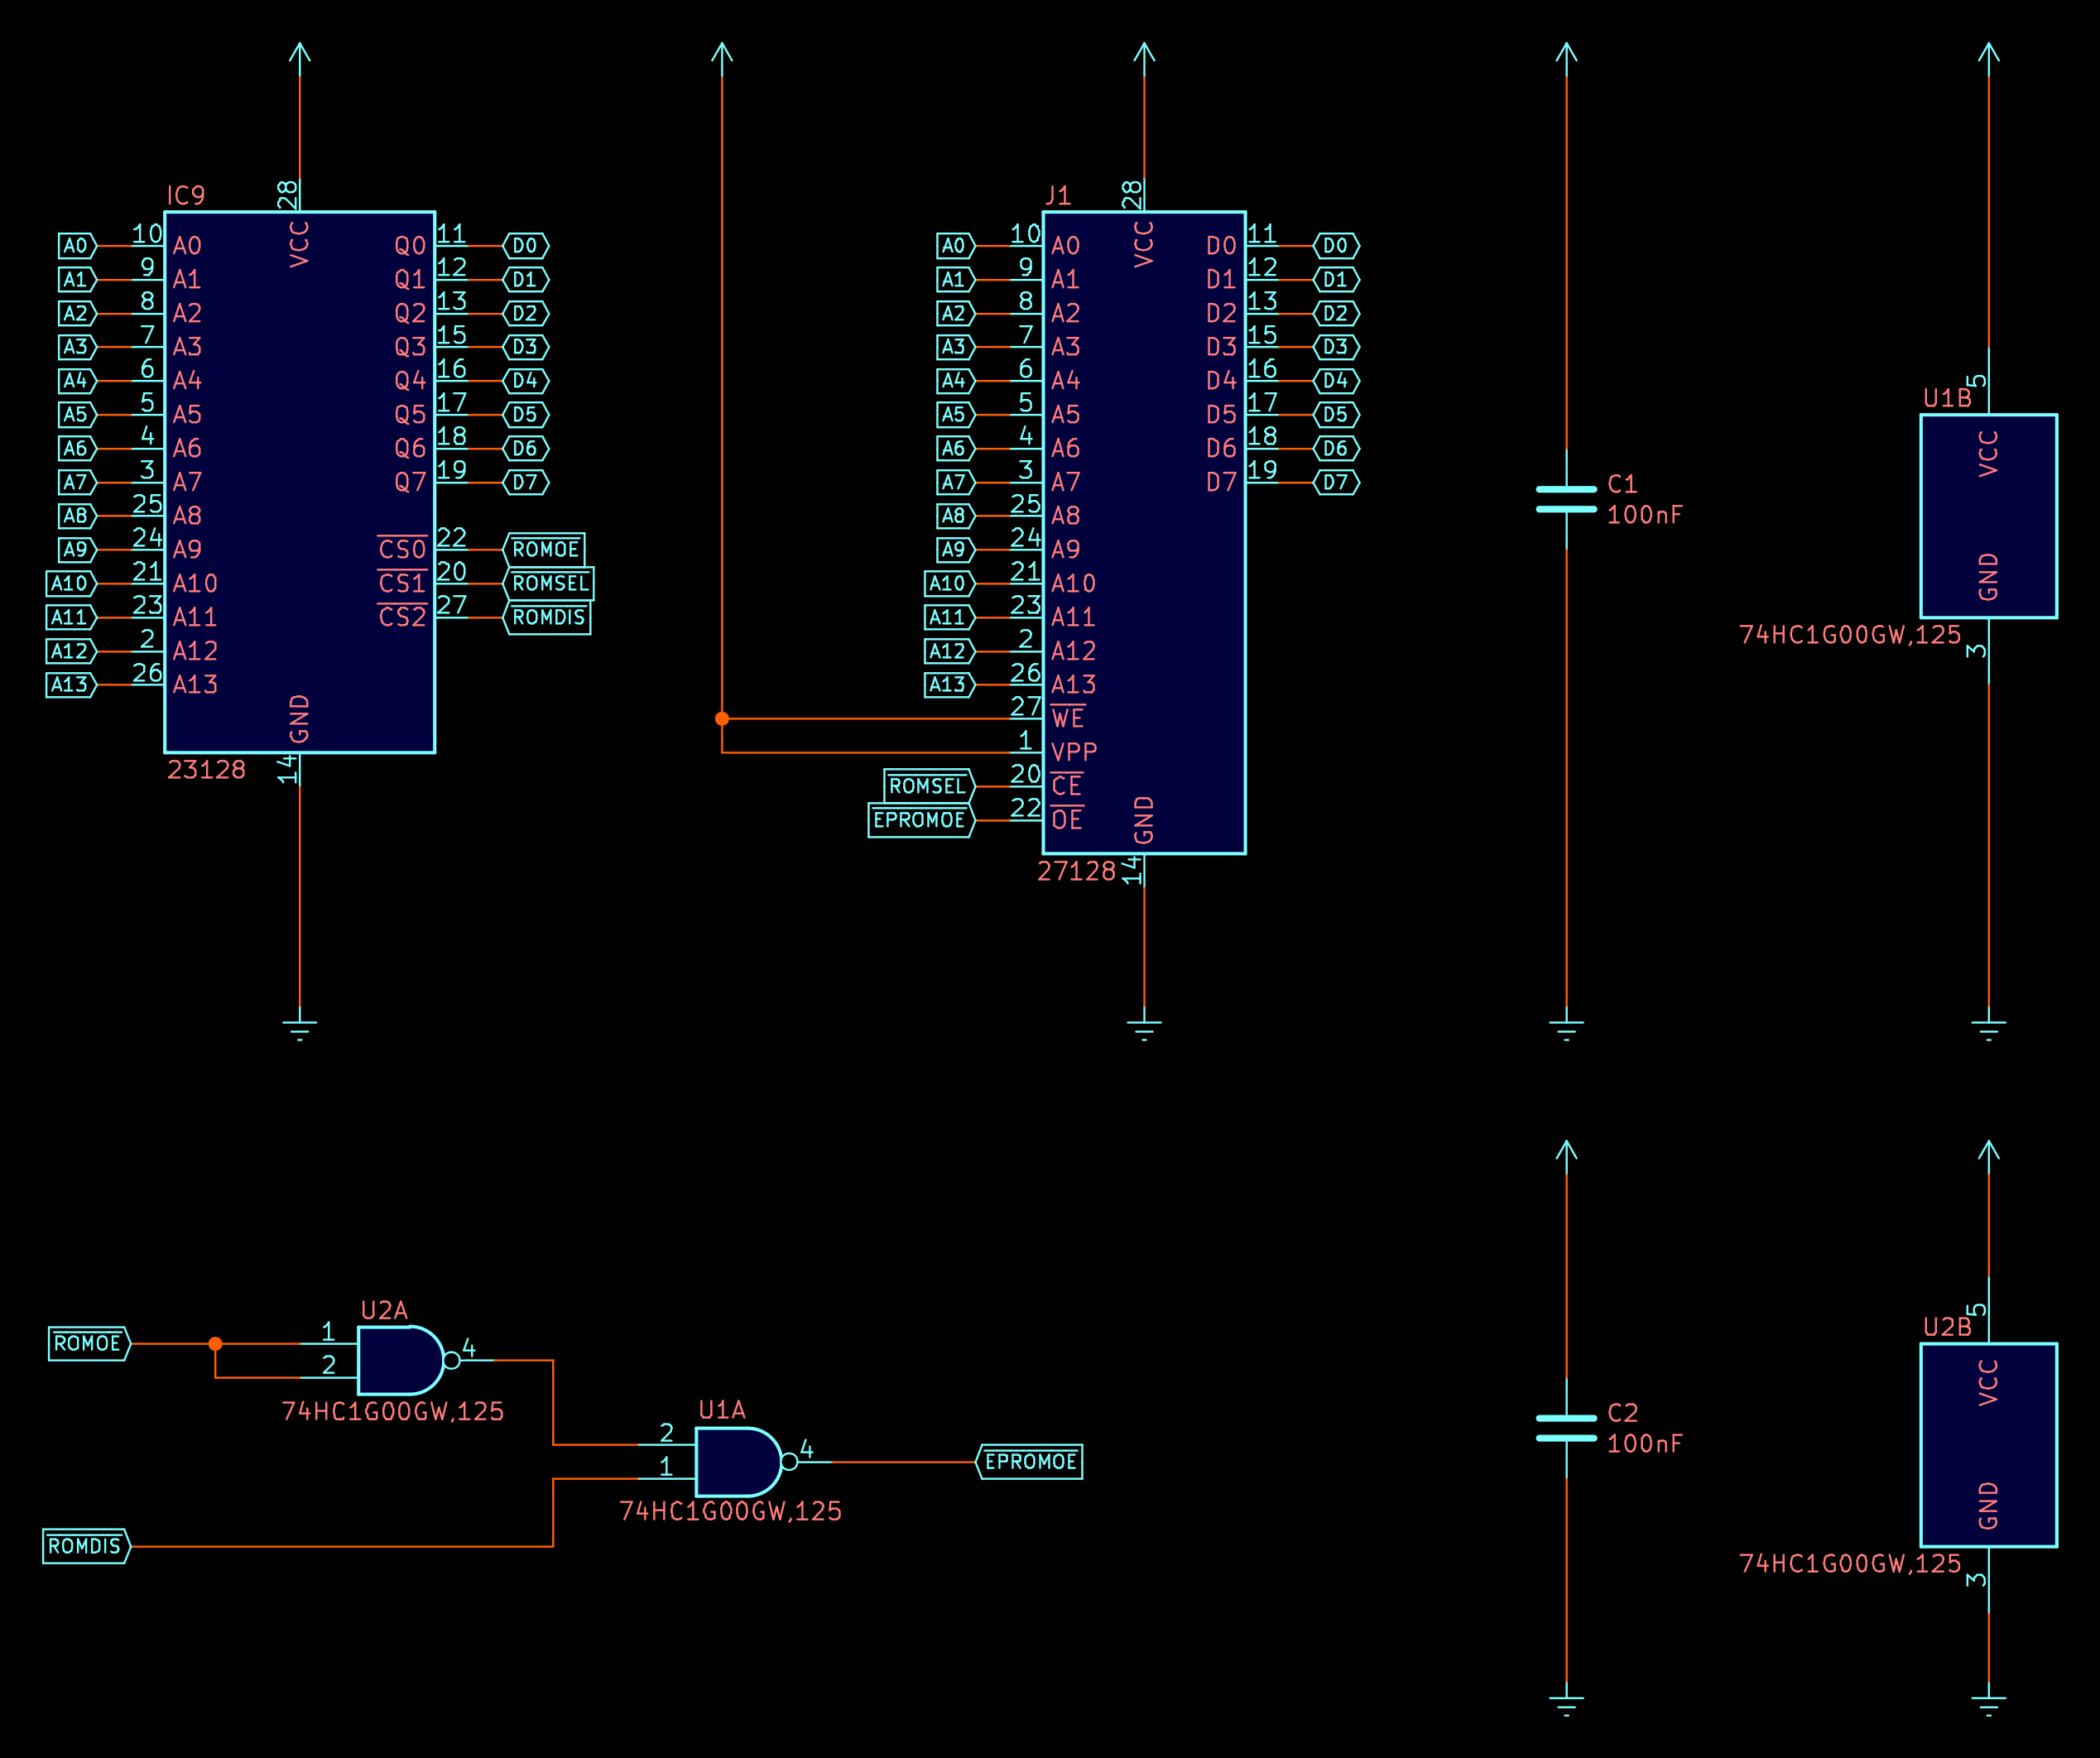 IC9
28
VCC
A0 10 A0 Q0 11 D0
A1 9 A1 Q1 12 D1
A2 8 A2 Q2 13 D2
A3 7 A3 Q3 15 D3
A4 6 A4 Q4 16 D4
A5 5 A5 Q5 17 D5
A6 4 A6 Q6 18 D6
A7 3 A7 Q7 19 D7
A8 25 A8
A9 24 A9 CS0 22 ROMOE
A10 21 A10 CS1 20 ROMSEL
A11 23 A11 CS2 27 ROMDIS
A12 2 A12
A13 26 A13
GND
14
23128
J1
28
VCC
A0 10 A0 D0 11 D0
A1 9 A1 D1 12 D1
A2 8 A2 D2 13 D2
A3 7 A3 D3 15 D3
A4 6 A4 D4 16 D4
A5 5 A5 D5 17 D5
A6 4 A6 D6 18 D6
A7 3 A7 D7 19 D7
A8 25 A8
A9 24 A9
A10 21 A10
A11 23 A11
A12 2 A12
A13 26 A13
27 WE
1 VPP
ROMSEL 20 CE
EPROMOE 22 OE
GND
14
27128
C1
100nF
U1B
5
VCC
GND
74HC1G00GW,125
3
U2A
ROMOE 1
2
4
74HC1G00GW,125
U1A
2
1
4
EPROMOE
74HC1G00GW,125
ROMDIS
C2
100nF
U2B
5
VCC
GND
74HC1G00GW,125
3